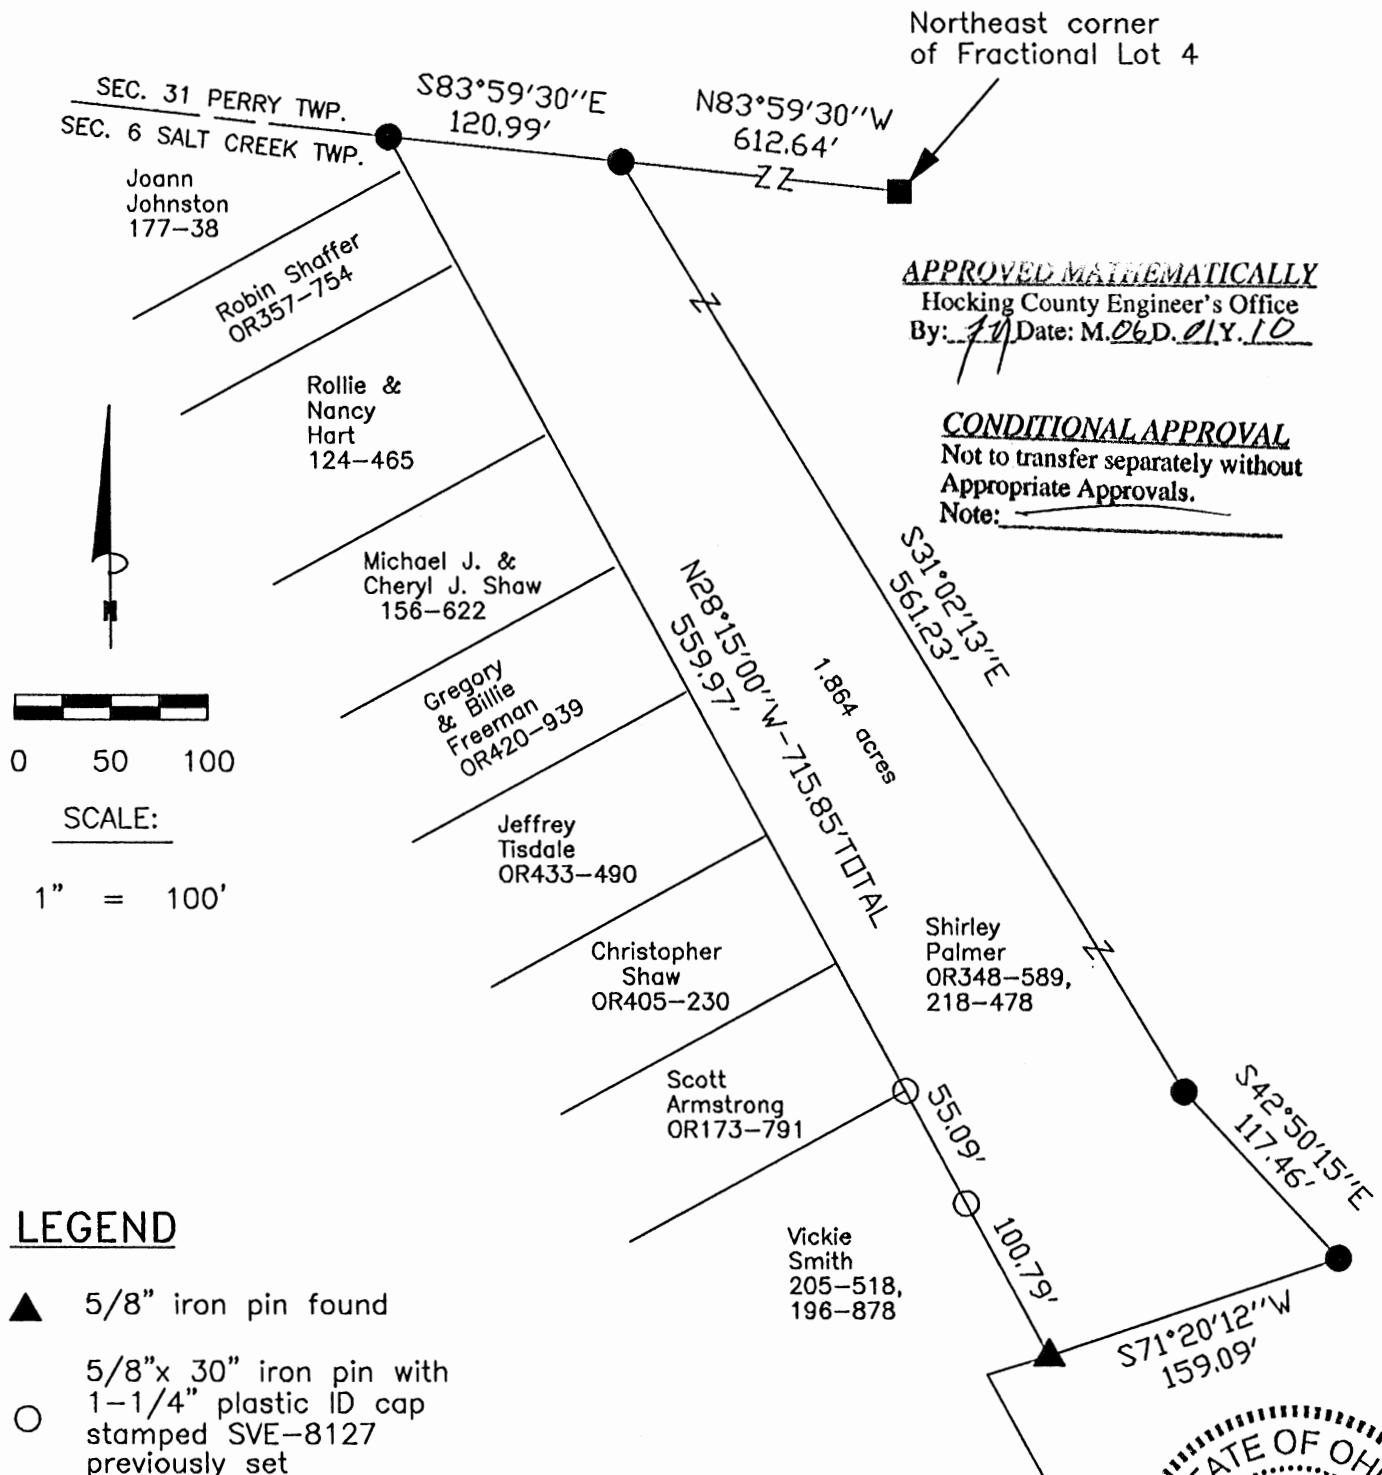 Northeast corner
of Fractional Lot 4
SEC. 31 PERRY TWP.
SEC. 6 SALT CREEK TWP.
S83°59'30"E
120.99'
N83°59'30"W
612.64'
Joann
Johnston
177-38
Robin Shaffer
OR357-754
APPROVED MATHEMATICALLY
Hocking County Engineer's Office
By: Date: M.06D.01Y.10
CONDITIONAL APPROVAL
Not to transfer separately without
Appropriate Approvals.
Note:
Rollie &
Nancy
Hart
124-465
Michael J. &
Cheryl J. Shaw
156-622
N
Gregory
& Billie
Freeman
OR420-939
N28°15'00"W-715.85'TOTAL
559.97'
1.864 acres
S31°02'13"E
561.23'
0 50 100
SCALE:
1" = 100'
Jeffrey
Tisdale
OR433-490
Christopher
Shaw
OR405-230
Shirley
Palmer
OR348-589,
218-478
Scott
Armstrong
OR173-791
55.09'
100.79'
S42°50'15"E
117.46'
Vickie
Smith
205-518,
196-878
S71°20'12"W
159.09'
LEGEND
5/8" iron pin found
5/8"x 30" iron pin with
1-1/4" plastic ID cap
stamped SVE-8127
previously set
ATE OF OH